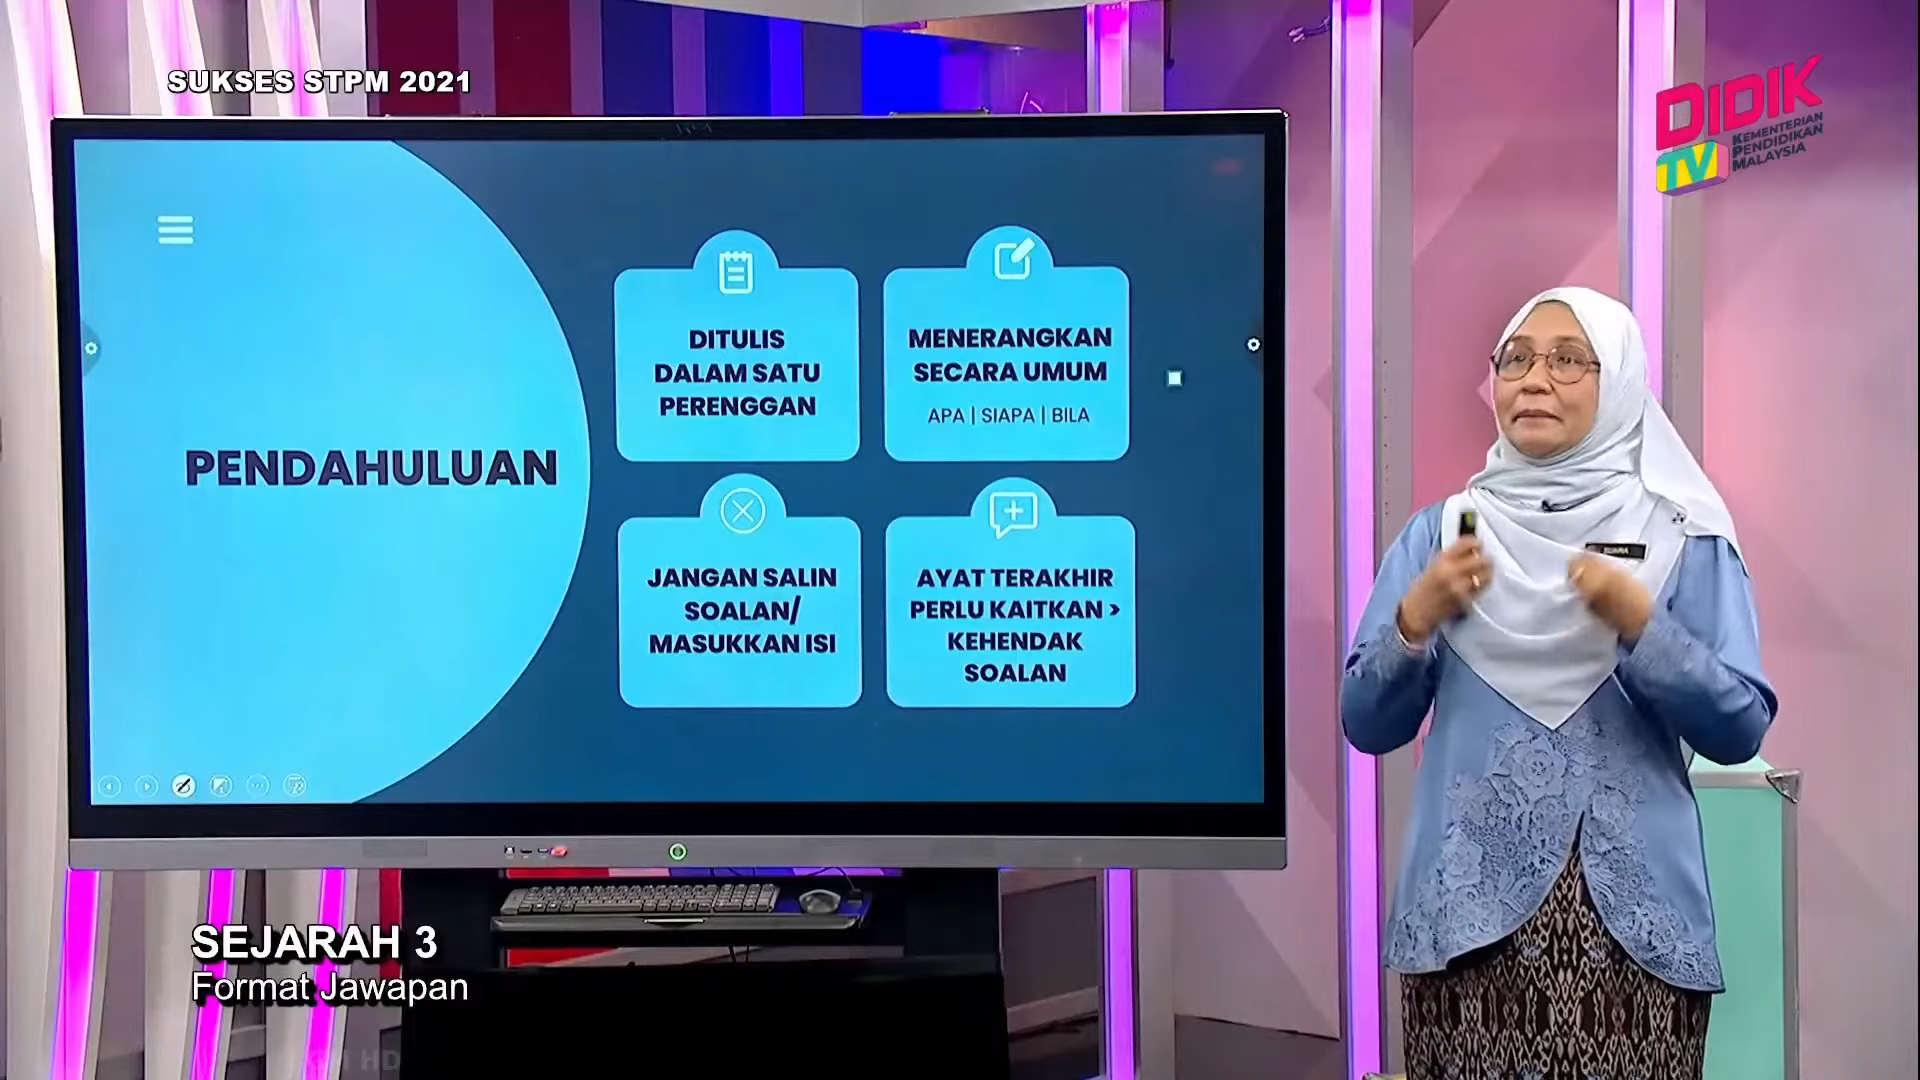 SUKSES STPM 2021
DIDIK
TV
KEMENTERIAN
PENDIDIKAN
MALAYSIA
PENDAHULUAN
DITULIS
DALAM SATU
PERENGGAN
MENERANGKAN
SECARA UMUM
APA | SIAPA | BILA
JANGAN SALIN
SOALAN/
MASUKKAN ISI
AYAT TERAKHIR
PERLU KAITKAN >
KEHENDAK
SOALAN
SEJARAH 3
Format Jawapan
HD